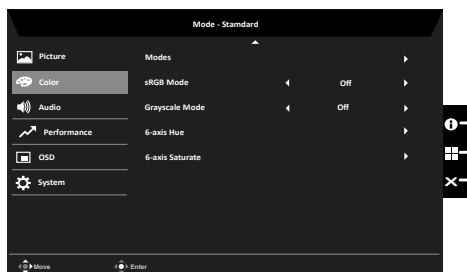 Mode - Stamdard
Picture
Modes
Color
sRGB Mode Off
Audio
Grayscale Mode Off
Performance
6-axis Hue
OSD
6-axis Saturate
System
Move Enter